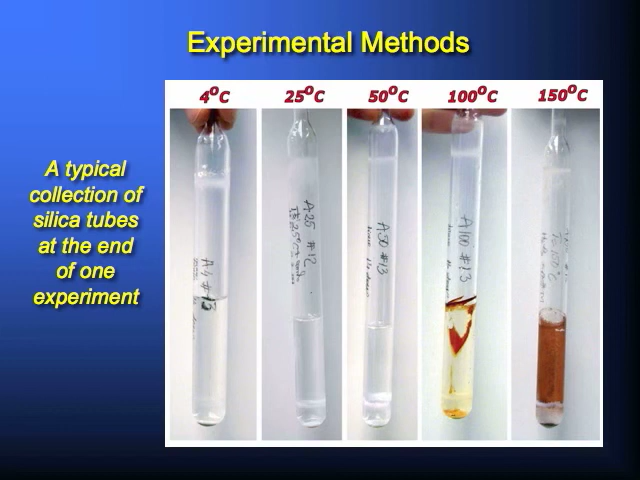 Experimental Methods
4°C
25°C
50°C
100°C
150°C
A typical
collection of
silica tubes
at the end
of one
experiment
A4 #13
A25 #12
A50 #13
A100 #13